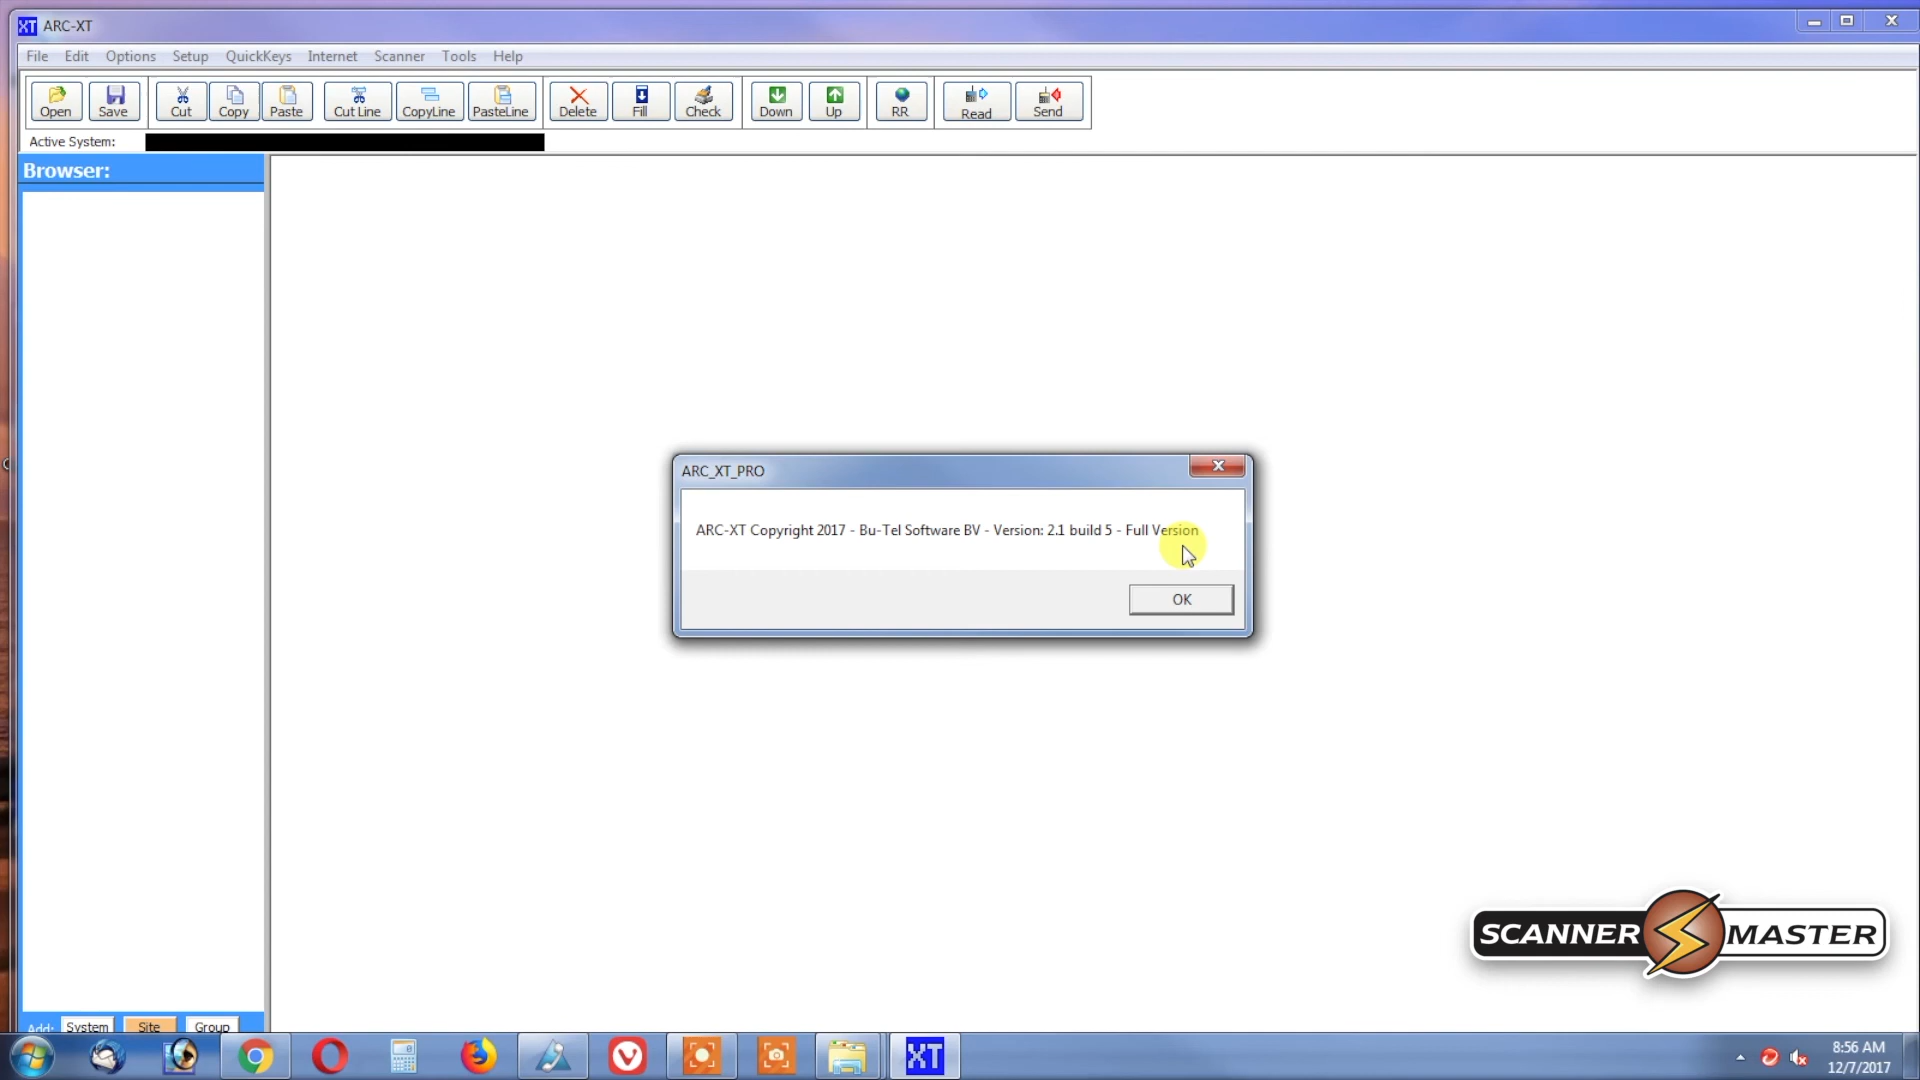 XT ARC-XT
File Edit Options Setup QuickKeys Internet Scanner Tools Help
Open Save Cut Copy Paste Cut Line CopyLine PasteLine Delete Fill Check Down Up RR Read Send
Active System:
Browser:
ARC_XT_PRO
ARC-XT Copyright 2017 - Bu-Tel Software BV - Version: 2.1 build 5 - Full Version
OK
SCANNER MASTER
Add: System Site Group
XT
8:56 AM
12/7/2017